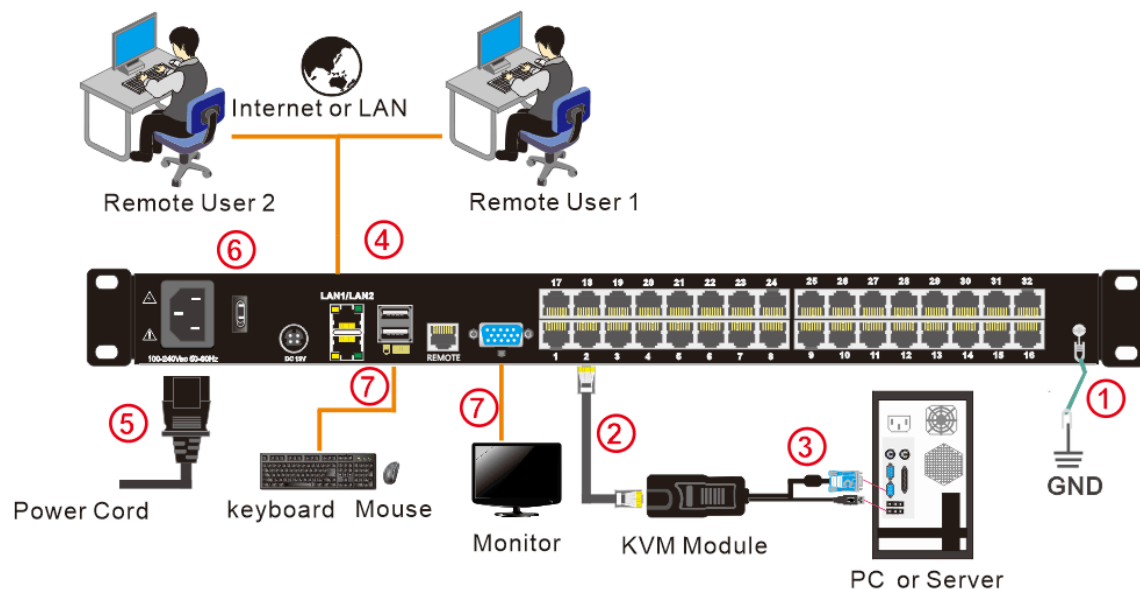 Internet or LAN
Remote User 2
Remote User 1
⑥
④
17 18 19 20 21 22 23 24 25 26 27 28 29 30 31 32
LAN1/LAN2
100-240Vac 50-60Hz
DC 12V
REMOTE
1 2 3 4 5 6 7 8 9 10 11 12 13 14 15 16
⑤
⑦
⑦
②
③
①
GND
Power Cord
keyboard
Mouse
Monitor
KVM Module
PC or Server